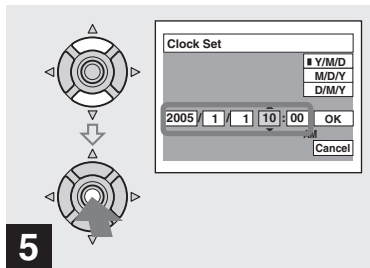 Clock Set
Y/M/D
M/D/Y
D/M/Y
2005 / 1 / 1 10 : 00 OK
AM
Cancel
5